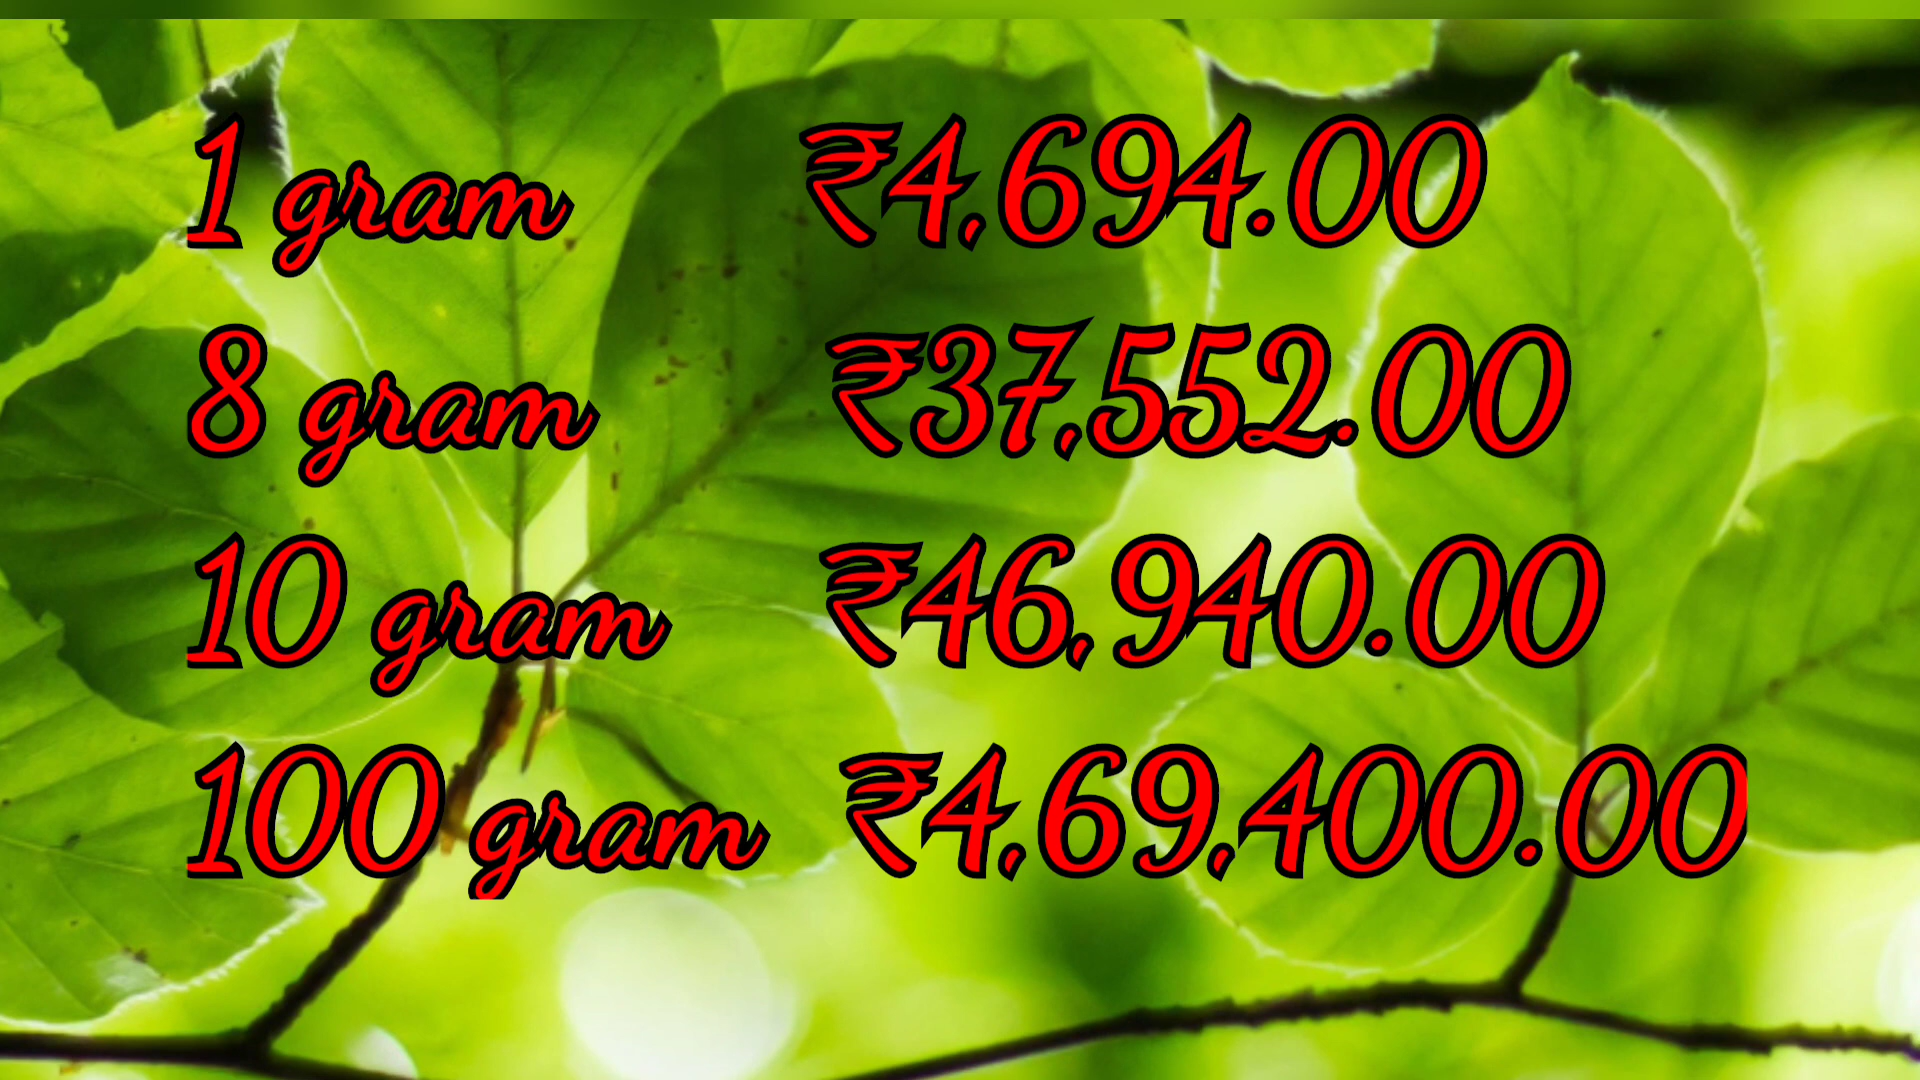 1 gram ₹4,694.00
8 gram ₹37,552.00
10 gram ₹46,940.00
100 gram ₹4,69,400.00